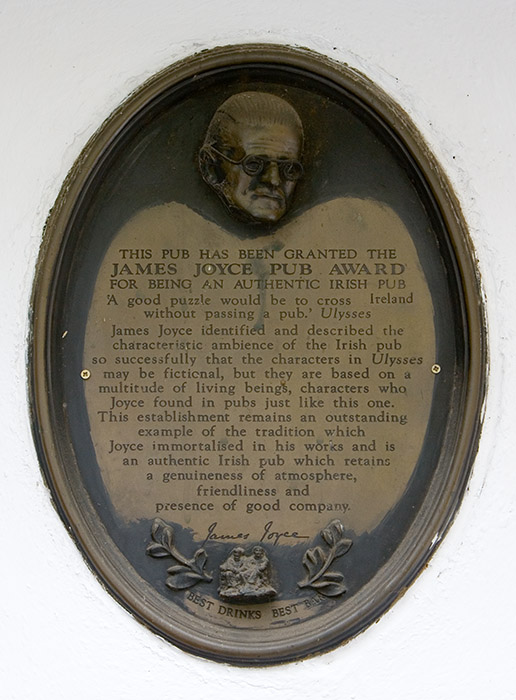 THIS PUB HAS BEEN GRANTED THE
JAMES JOYCE PUB AWARD
FOR BEING AN AUTHENTIC IRISH PUB
'A good puzzle would be to cross Ireland
without passing a pub.' Ulysses
James Joyce identified and described the
characteristic ambience of the Irish pub
so successfully that the characters in Ulysses
may be fictional, but they are based on a
multitude of living beings, characters who
Joyce found in pubs just like this one.
This establishment remains an outstanding
example of the tradition which
Joyce immortalised in his works and is
an authentic Irish pub which retains
a genuineness of atmosphere,
friendliness and
presence of good company.
James Joyce
BEST DRINKS BEST